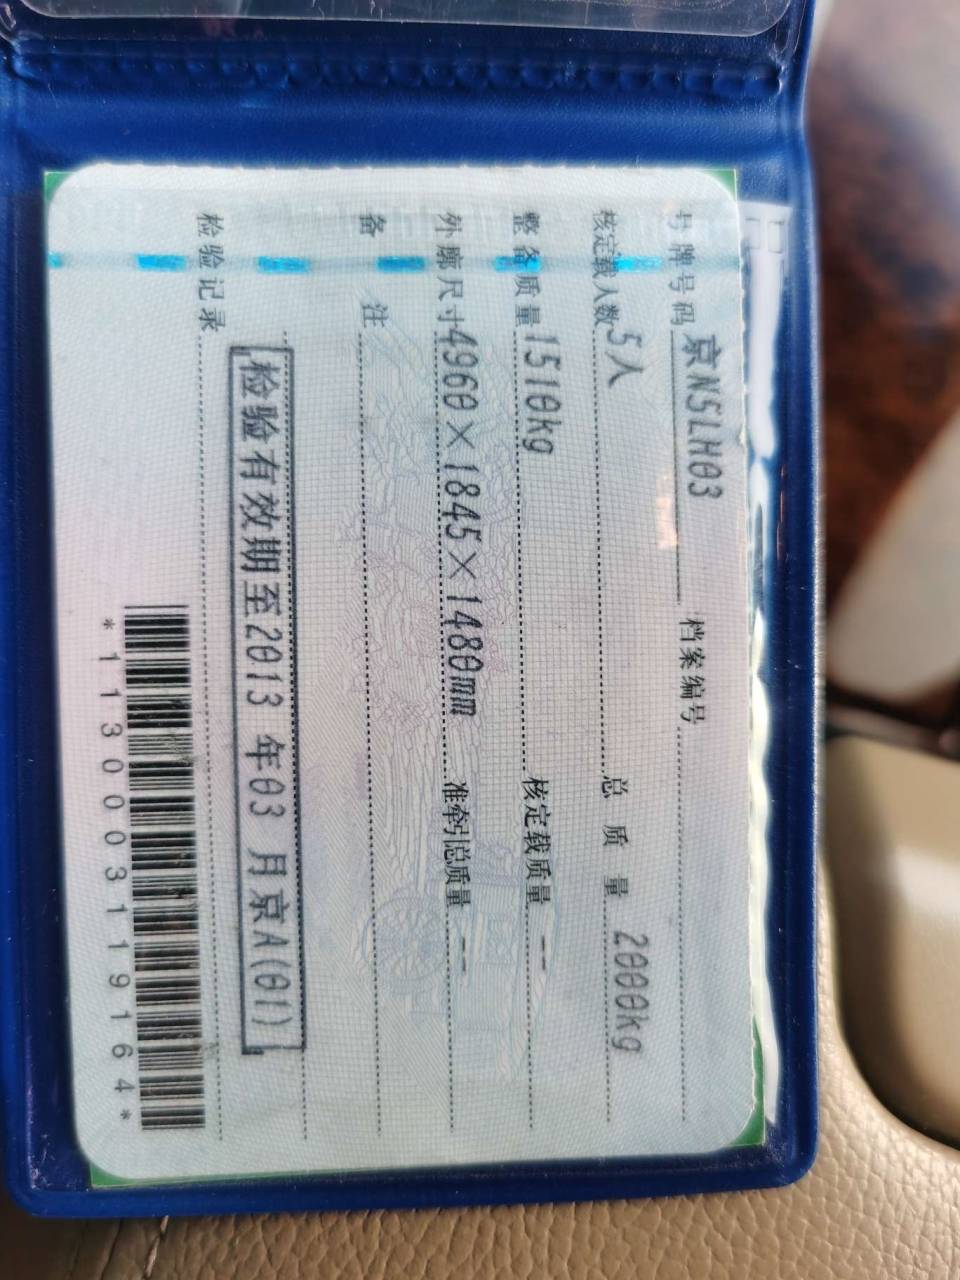 号牌号码 京N5LH03 档案编号
核定载人数 5人 总质量 2000kg
整备质量 1510kg 核定载质量 --
外廓尺寸 4960×1845×1480mm 准牵引总质量 --
备注
检验有效期至2013年03月京A(01)
检验记录
*1130003119164*